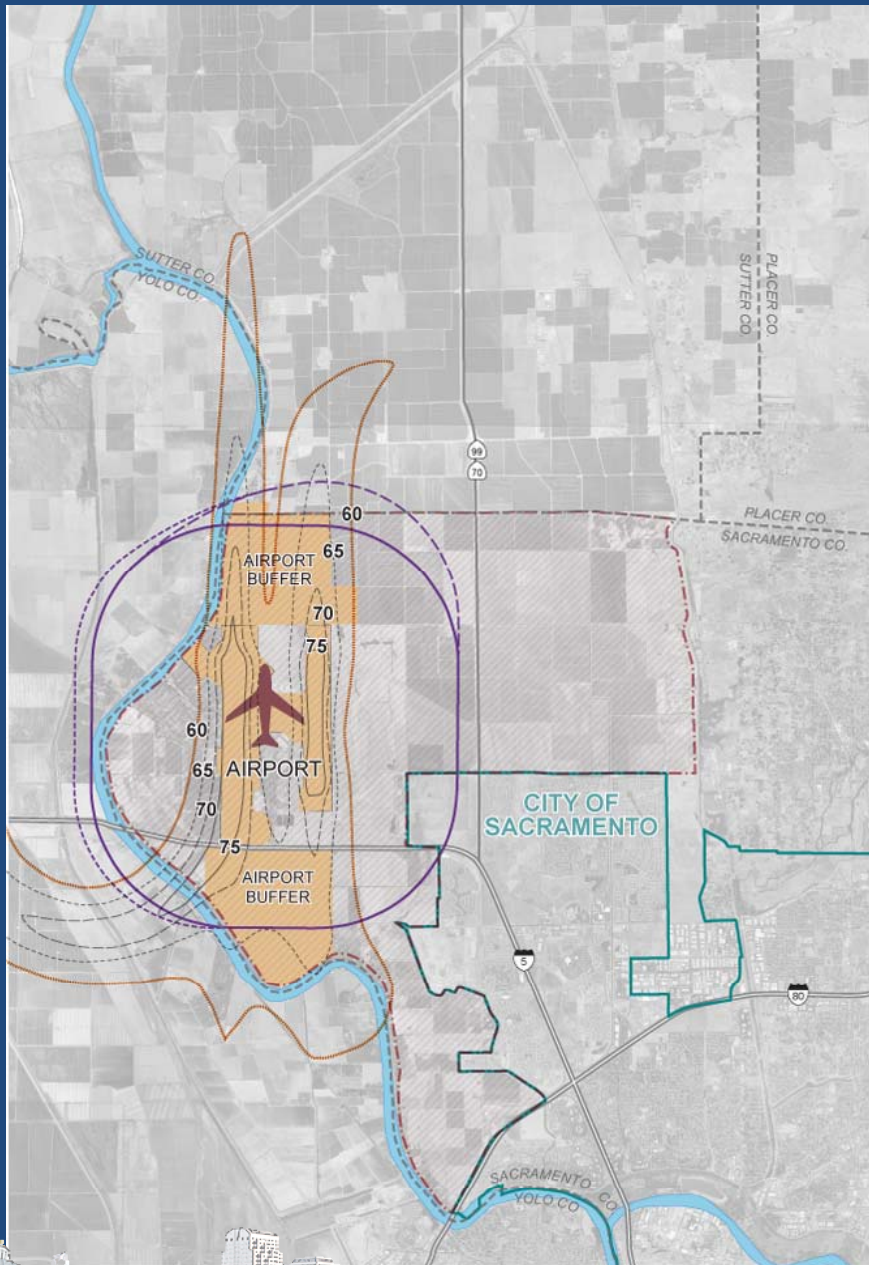 SUTTER CO.
YOLO CO.
PLACER CO.
SUTTER CO.
99
70
60
PLACER CO.
SACRAMENTO CO.
AIRPORT
BUFFER
65
70
75
60
65
AIRPORT
70
75
CITY OF
SACRAMENTO
AIRPORT
BUFFER
5
80
SACRAMENTO CO.
YOLO CO